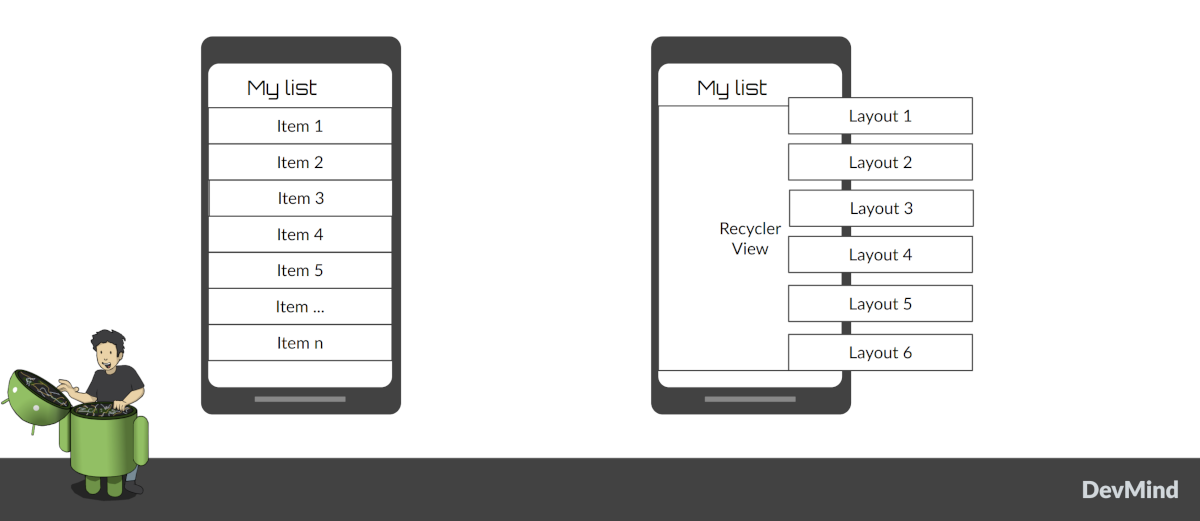 My list
Item 1
Item 2
Item 3
Item 4
Item 5
Item ...
Item n
My list
Recycler
View
Layout 1
Layout 2
Layout 3
Layout 4
Layout 5
Layout 6
DevMind